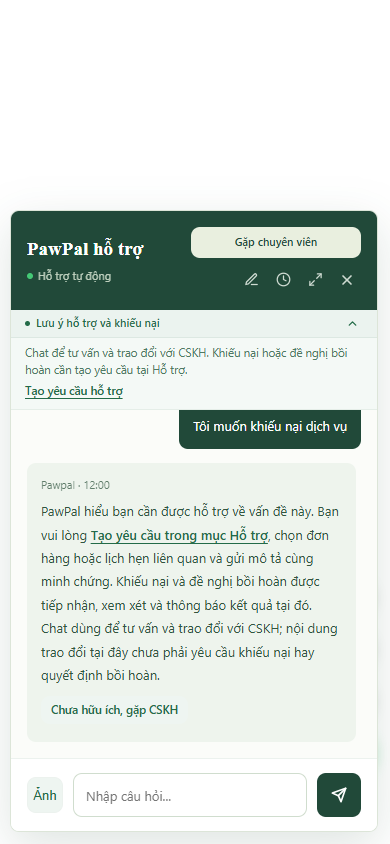 PawPal hỗ trợ
Gặp chuyên viên
Hỗ trợ tự động
Lưu ý hỗ trợ và khiếu nại
Chat để tư vấn và trao đổi với CSKH. Khiếu nại hoặc đề nghị bồi
hoàn cần tạo yêu cầu tại Hỗ trợ.
Tạo yêu cầu hỗ trợ
Tôi muốn khiếu nại dịch vụ
Pawpal · 12:00
PawPal hiểu bạn cần được hỗ trợ về vấn đề này. Bạn
vui lòng Tạo yêu cầu trong mục Hỗ trợ, chọn đơn
hàng hoặc lịch hẹn liên quan và gửi mô tả cùng
minh chứng. Khiếu nại và đề nghị bồi hoàn được
tiếp nhận, xem xét và thông báo kết quả tại đó.
Chat dùng để tư vấn và trao đổi với CSKH; nội dung
trao đổi tại đây chưa phải yêu cầu khiếu nại hay
quyết định bồi hoàn.
Chưa hữu ích, gặp CSKH
Ảnh
Nhập câu hỏi...